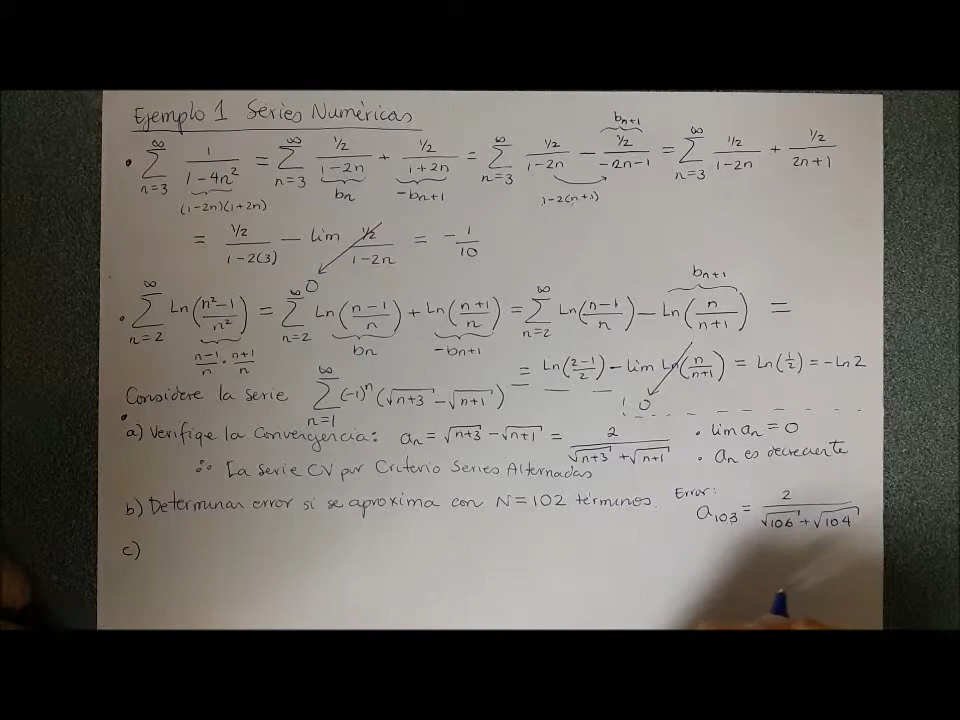 Ejemplo 1 Series Numéricas
• ∑_{n=3}^{∞} 1/(1-4n²) = ∑_{n=3}^{∞} (1/2)/(1-2n) + (1/2)/(1+2n) = ∑_{n=3}^{∞} (1/2)/(1-2n) - (1/2)/(-2n-1) = ∑_{n=3}^{∞} (1/2)/(1-2n) + (1/2)/(2n+1)
(1-2n)(1+2n) bn -bn+1 1-2(n+1) bn+1
= (1/2)/(1-2(3)) - lim (1/2)/(1-2n) = -1/10
0
• ∑_{n=2}^{∞} Ln((n²-1)/n²) = ∑_{n=2}^{∞} Ln((n-1)/n) + Ln((n+1)/n) = ∑_{n=2}^{∞} Ln((n-1)/n) - Ln(n/(n+1)) =
(n-1)/n · (n+1)/n bn -bn+1 bn+1
= Ln((2-1)/2) - lim Ln(n/(n+1)) = Ln(1/2) = -Ln2
0
• Considere la serie ∑_{n=1}^{∞} (-1)ⁿ (√(n+3) - √(n+1))
a) Verifique la Convergencia: an = √(n+3) - √(n+1) = 2/(√(n+3) + √(n+1)) • lim an = 0
• an es decreciente
∴ La serie CV por Criterio Series Alternadas
b) Determinar error si se aproxima con N=102 términos. Error: a103 = 2/(√106 + √104)
c)